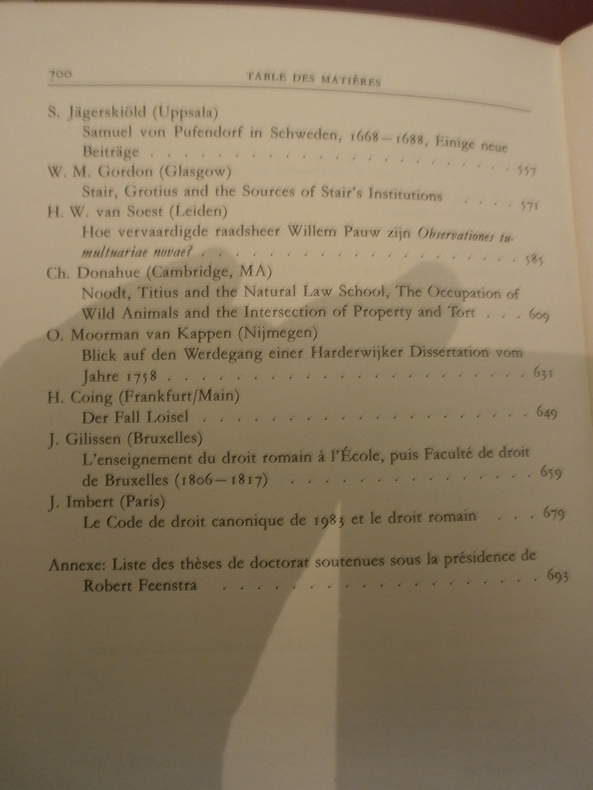 700 TABLE DES MATIÈRES
S. Jägerskiöld (Uppsala)
Samuel von Pufendorf in Schweden, 1668–1688, Einige neue
Beiträge . . . . . . . . . . . . . . . . . . . 557
W. M. Gordon (Glasgow)
Stair, Grotius and the Sources of Stair's Institutions . . . . 571
H. W. van Soest (Leiden)
Hoe vervaardigde raadsheer Willem Pauw zijn Observationes tu-
multuariae novae? . . . . . . . . . . . . . . . . . 585
Ch. Donahue (Cambridge, MA)
Noodt, Titius and the Natural Law School, The Occupation of
Wild Animals and the Intersection of Property and Tort . . . 609
O. Moorman van Kappen (Nijmegen)
Blick auf den Werdegang einer Harderwijker Dissertation vom
Jahre 1758 . . . . . . . . . . . . . . . . . . 631
H. Coing (Frankfurt/Main)
Der Fall Loisel . . . . . . . . . . . . . . . . . 649
J. Gilissen (Bruxelles)
L'enseignement du droit romain à l'École, puis Faculté de droit
de Bruxelles (1806–1817) . . . . . . . . . . . . . 659
J. Imbert (Paris)
Le Code de droit canonique de 1983 et le droit romain . . . 679
Annexe: Liste des thèses de doctorat soutenues sous la présidence de
Robert Feenstra . . . . . . . . . . . . . . . . . 693